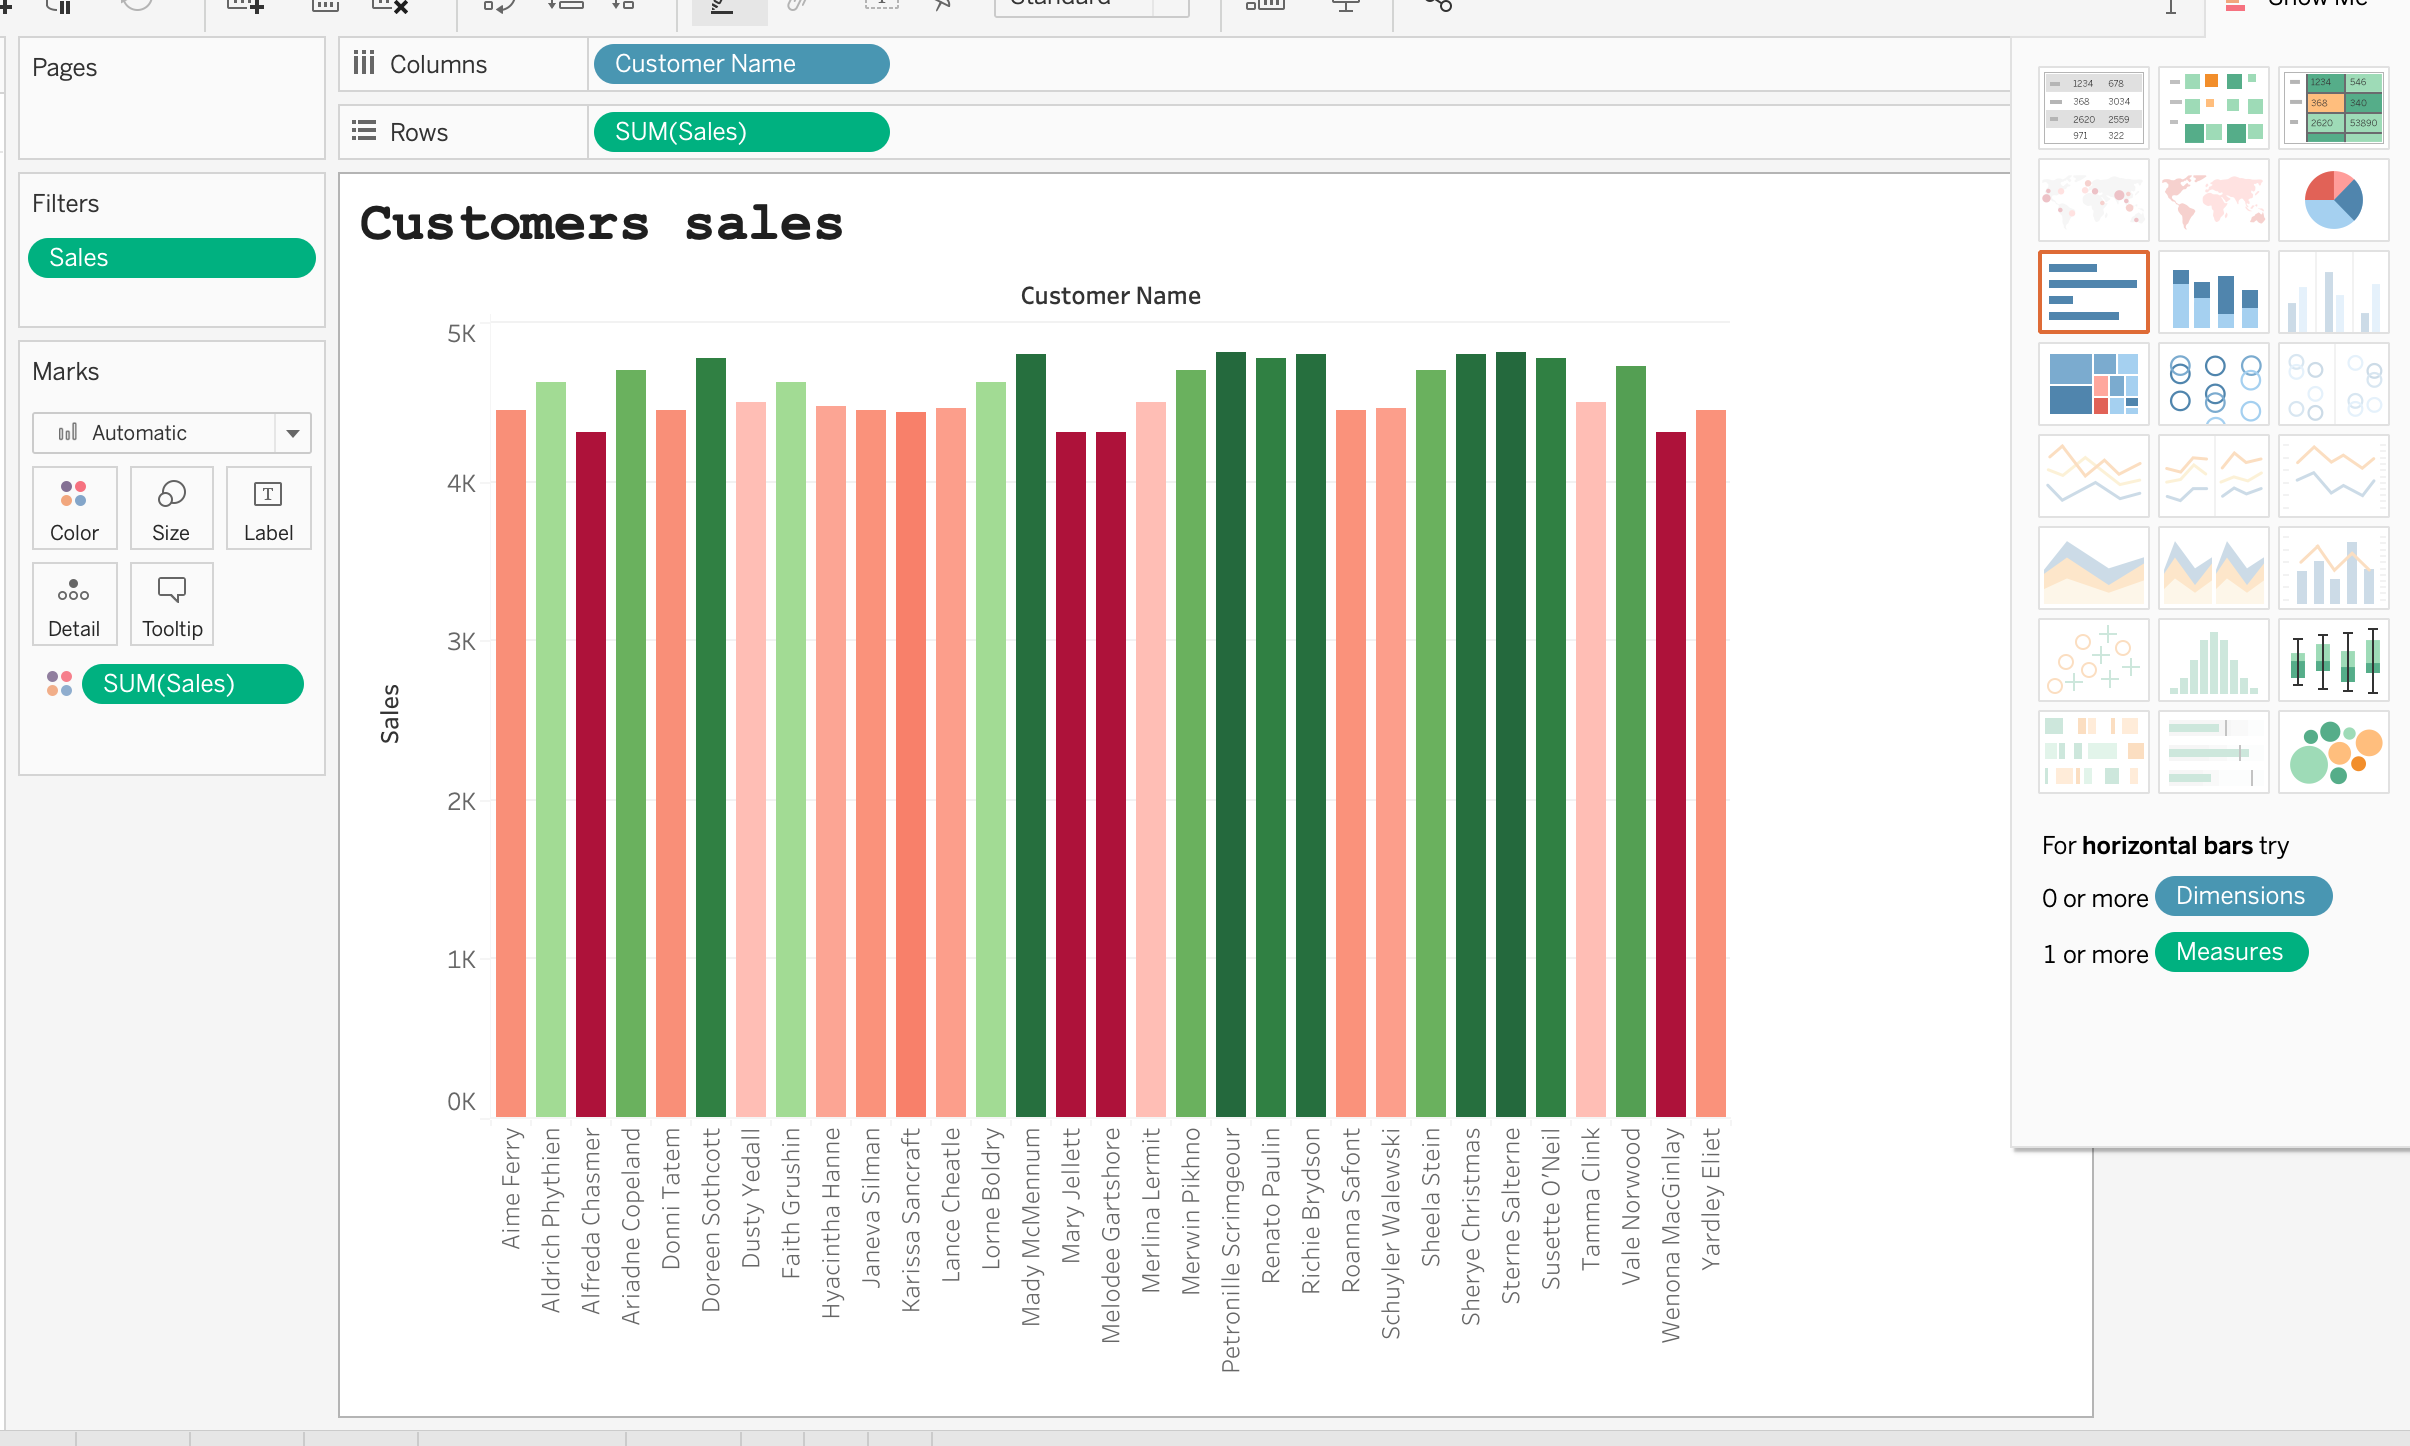 Standard
Show Me
Pages
Columns
Customer Name
Rows
SUM(Sales)
Filters
Sales
Marks
Automatic
Color
Size
Label
Detail
Tooltip
SUM(Sales)
Customers sales
Customer Name
Sales
5K
4K
3K
2K
1K
0K
Aime Ferry
Aldrich Phythien
Alfreda Chasmer
Ariadne Copeland
Donni Tatem
Doreen Sothcott
Dusty Yedall
Faith Grushin
Hyacintha Hanne
Janeva Silman
Karissa Sancraft
Lance Cheatle
Lorne Boldry
Mady McMennum
Mary Jellett
Melodee Gartshore
Merlina Lermit
Merwin Pikhno
Petronille Scrimgeour
Renato Paulin
Richie Brydson
Roanna Safont
Schuyler Walewski
Sheela Stein
Sherye Christmas
Sterne Salterne
Susette O'Neil
Tamma Clink
Vale Norwood
Wenona MacGinlay
Yardley Eliet
1234 678
368 3034
2620 2559
971 322
1234 546
368 340
2620 53890
For horizontal bars try
0 or more Dimensions
1 or more Measures